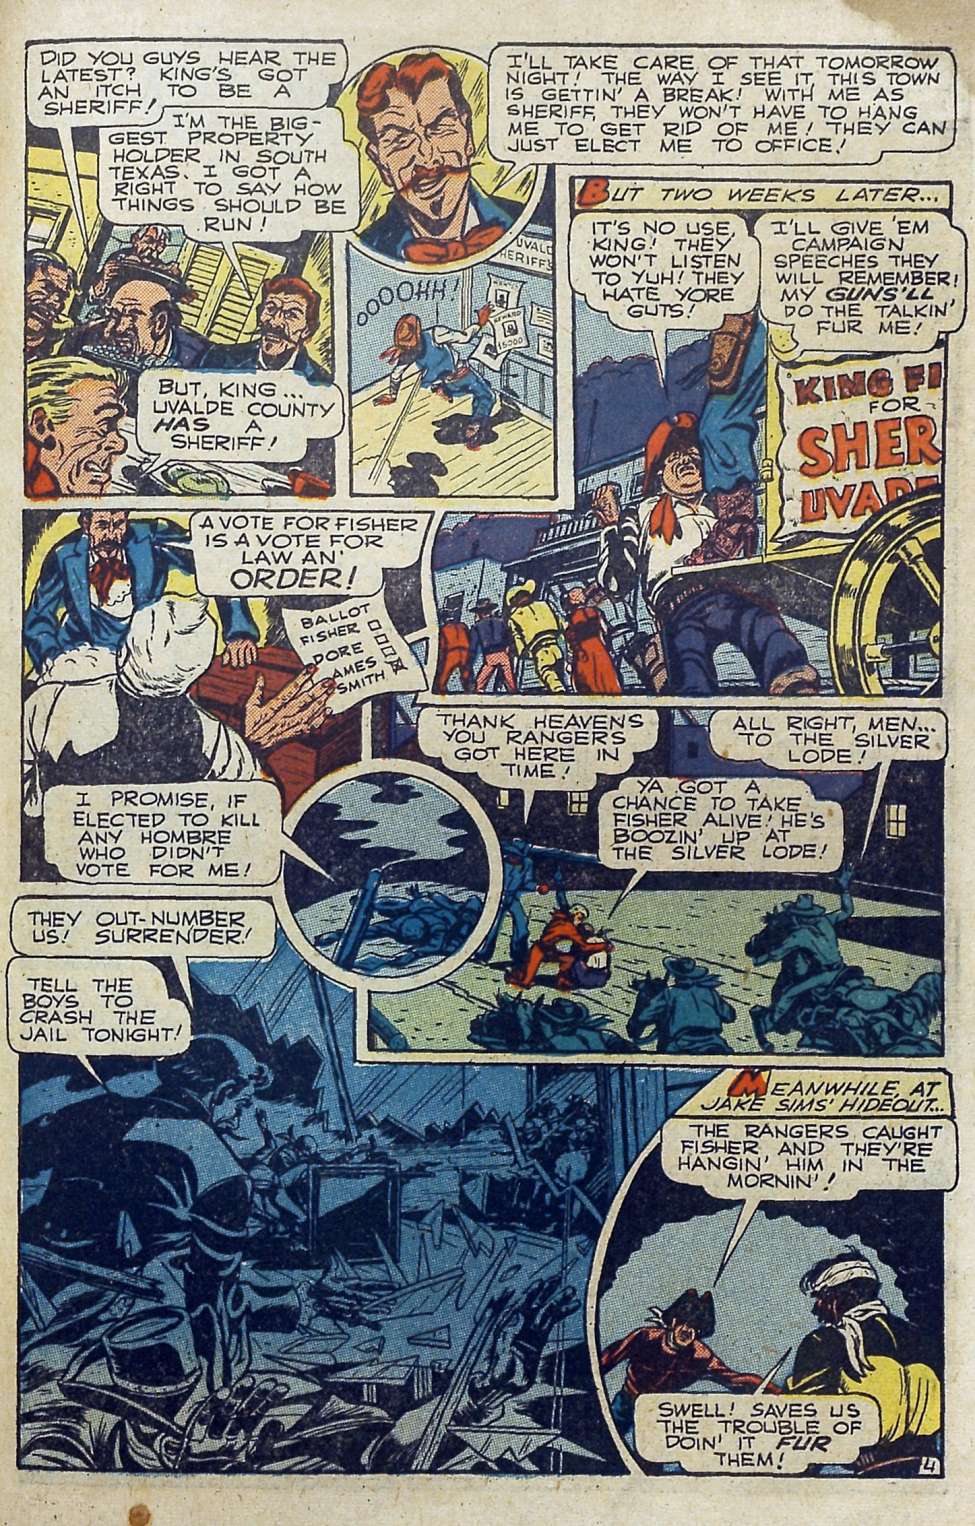 DID YOU GUYS HEAR THE
LATEST? KING'S GOT
AN ITCH TO BE A
SHERIFF!
I'M THE BIG-
GEST PROPERTY
HOLDER IN SOUTH
TEXAS. I GOT A
RIGHT TO SAY HOW
THINGS SHOULD BE
RUN!
BUT, KING...
UVALDE COUNTY
HAS A
SHERIFF!
I'LL TAKE CARE OF THAT TOMORROW
NIGHT! THE WAY I SEE IT, THIS TOWN
IS GETTIN' A BREAK! WITH ME AS
SHERIFF, THEY WON'T HAVE TO HANG
ME TO GET RID OF ME! THEY CAN
JUST ELECT ME TO OFFICE!
UVALD
HERIFF'S
OOOHH!
REWARD
$5000
BUT TWO WEEKS LATER...
IT'S NO USE,
KING! THEY
WON'T LISTEN
TO YUH! THEY
HATE YORE
GUTS!
I'LL GIVE 'EM
CAMPAIGN
SPEECHES THEY
WILL REMEMBER!
MY GUNS'LL
DO THE TALKIN'
FUR ME!
KING FI
FOR
SHER
UVADE
A VOTE FOR FISHER
IS A VOTE FOR
LAW AN'
ORDER!
BALLOT
FISHER
DORE
AMES
SMITH
I PROMISE, IF
ELECTED TO KILL
ANY HOMBRE
WHO DIDN'T
VOTE FOR ME!
THANK HEAVENS
YOU RANGERS
GOT HERE IN
TIME!
YA GOT A
CHANCE TO TAKE
FISHER ALIVE! HE'S
BOOZIN' UP AT
THE SILVER LODE!
ALL RIGHT, MEN...
TO THE SILVER
LODE!
THEY OUT-NUMBER
US! SURRENDER!
TELL THE
BOYS TO
CRASH THE
JAIL TONIGHT!
MEANWHILE, AT
JAKE SIMS' HIDEOUT...
THE RANGERS CAUGHT
FISHER, AND THEY'RE
HANGIN' HIM IN THE
MORNIN'!
SWELL! SAVES US
THE TROUBLE OF
DOIN' IT FUR
THEM!
4